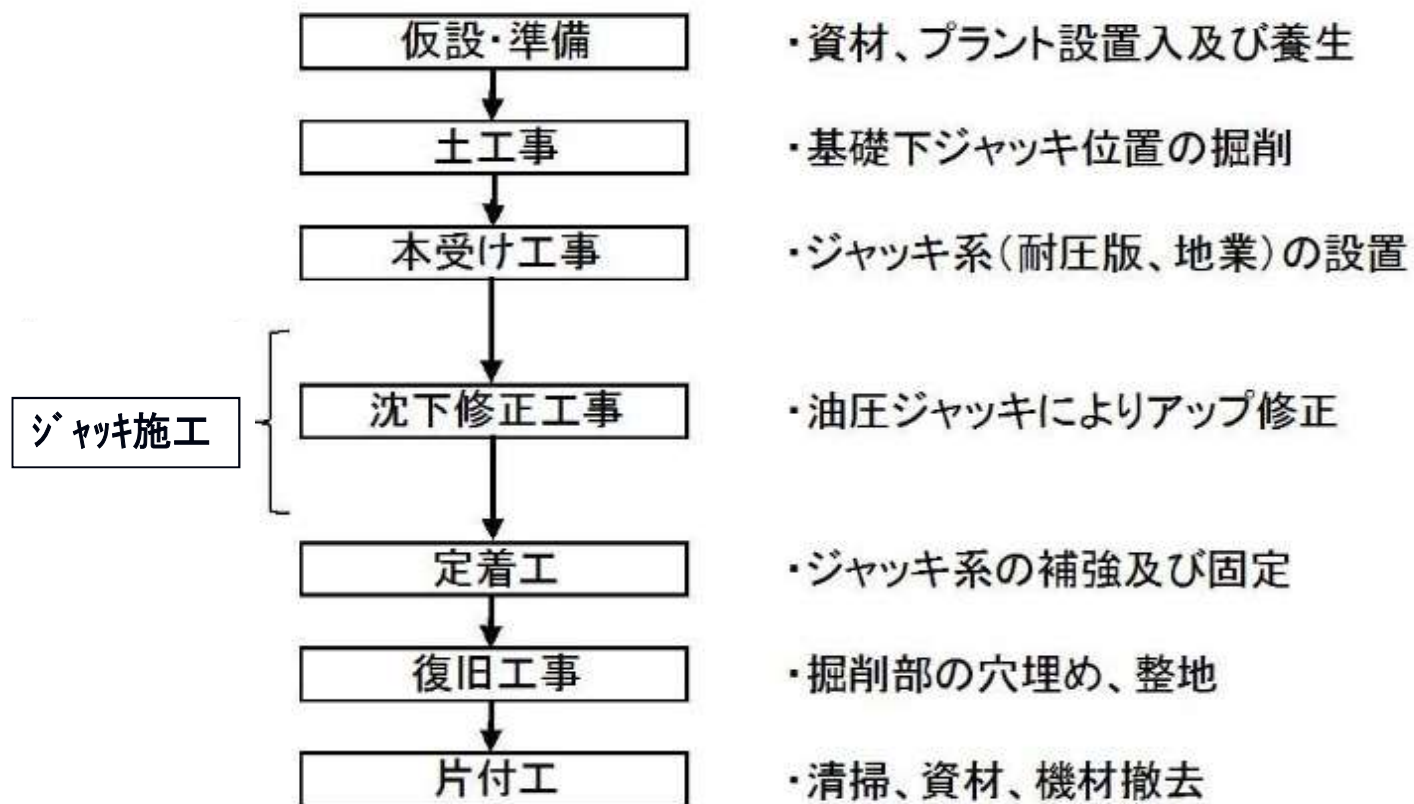 仮設・準備 ・資材、プラント設置入及び養生
土工事 ・基礎下ジャッキ位置の掘削
本受け工事 ・ジャッキ系(耐圧版、地業)の設置
ｼﾞｬｯｷ施工 沈下修正工事 ・油圧ジャッキによりアップ修正
定着工 ・ジャッキ系の補強及び固定
復旧工事 ・掘削部の穴埋め、整地
片付工 ・清掃、資材、機材撤去